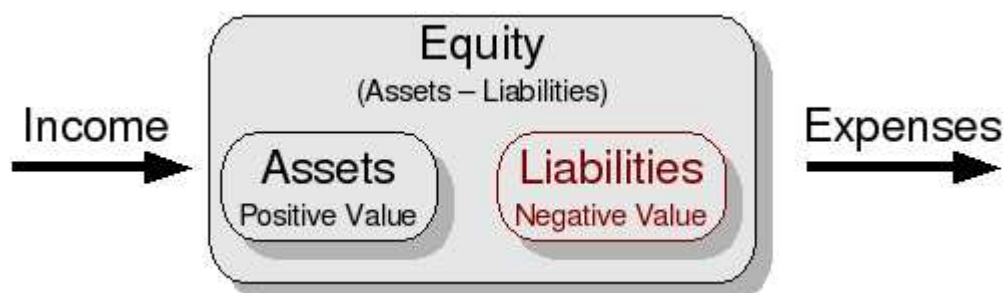 Equity
(Assets – Liabilities)
Income
Expenses
Assets
Liabilities
Positive Value
Negative Value